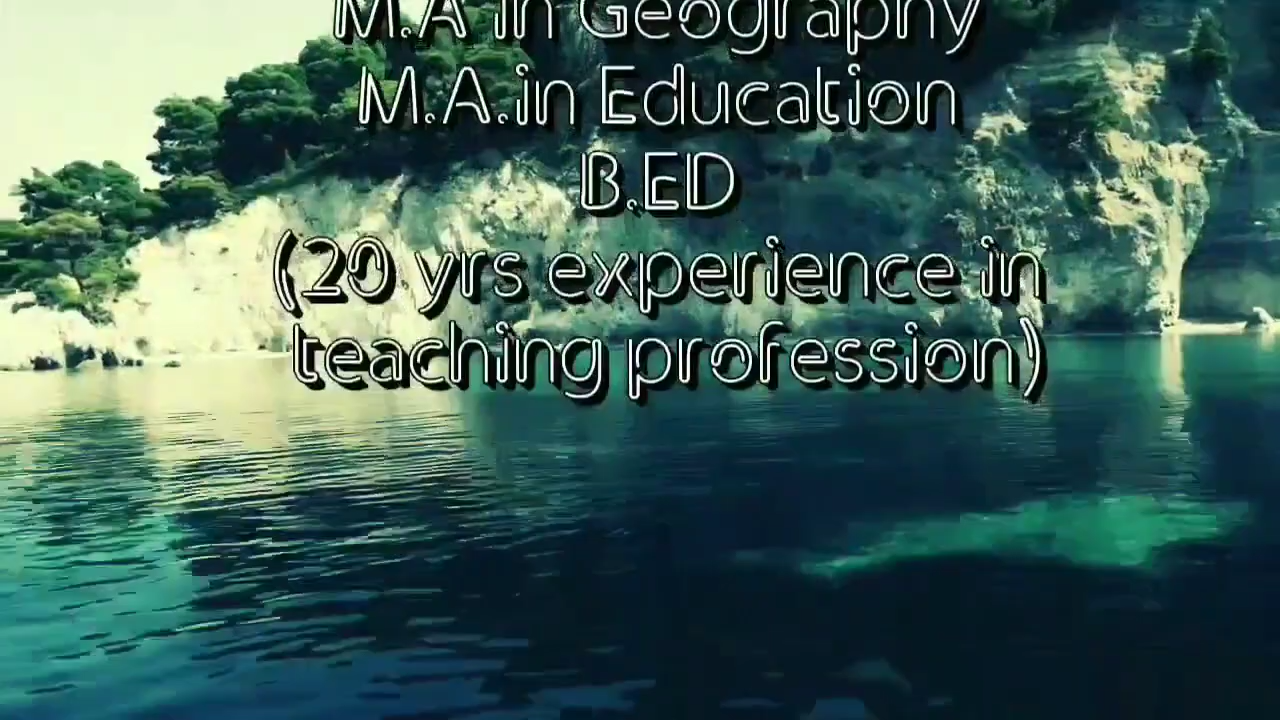 M.A in Geography
M.A.in Education
B.ED
(20 yrs experience in
teaching profession)